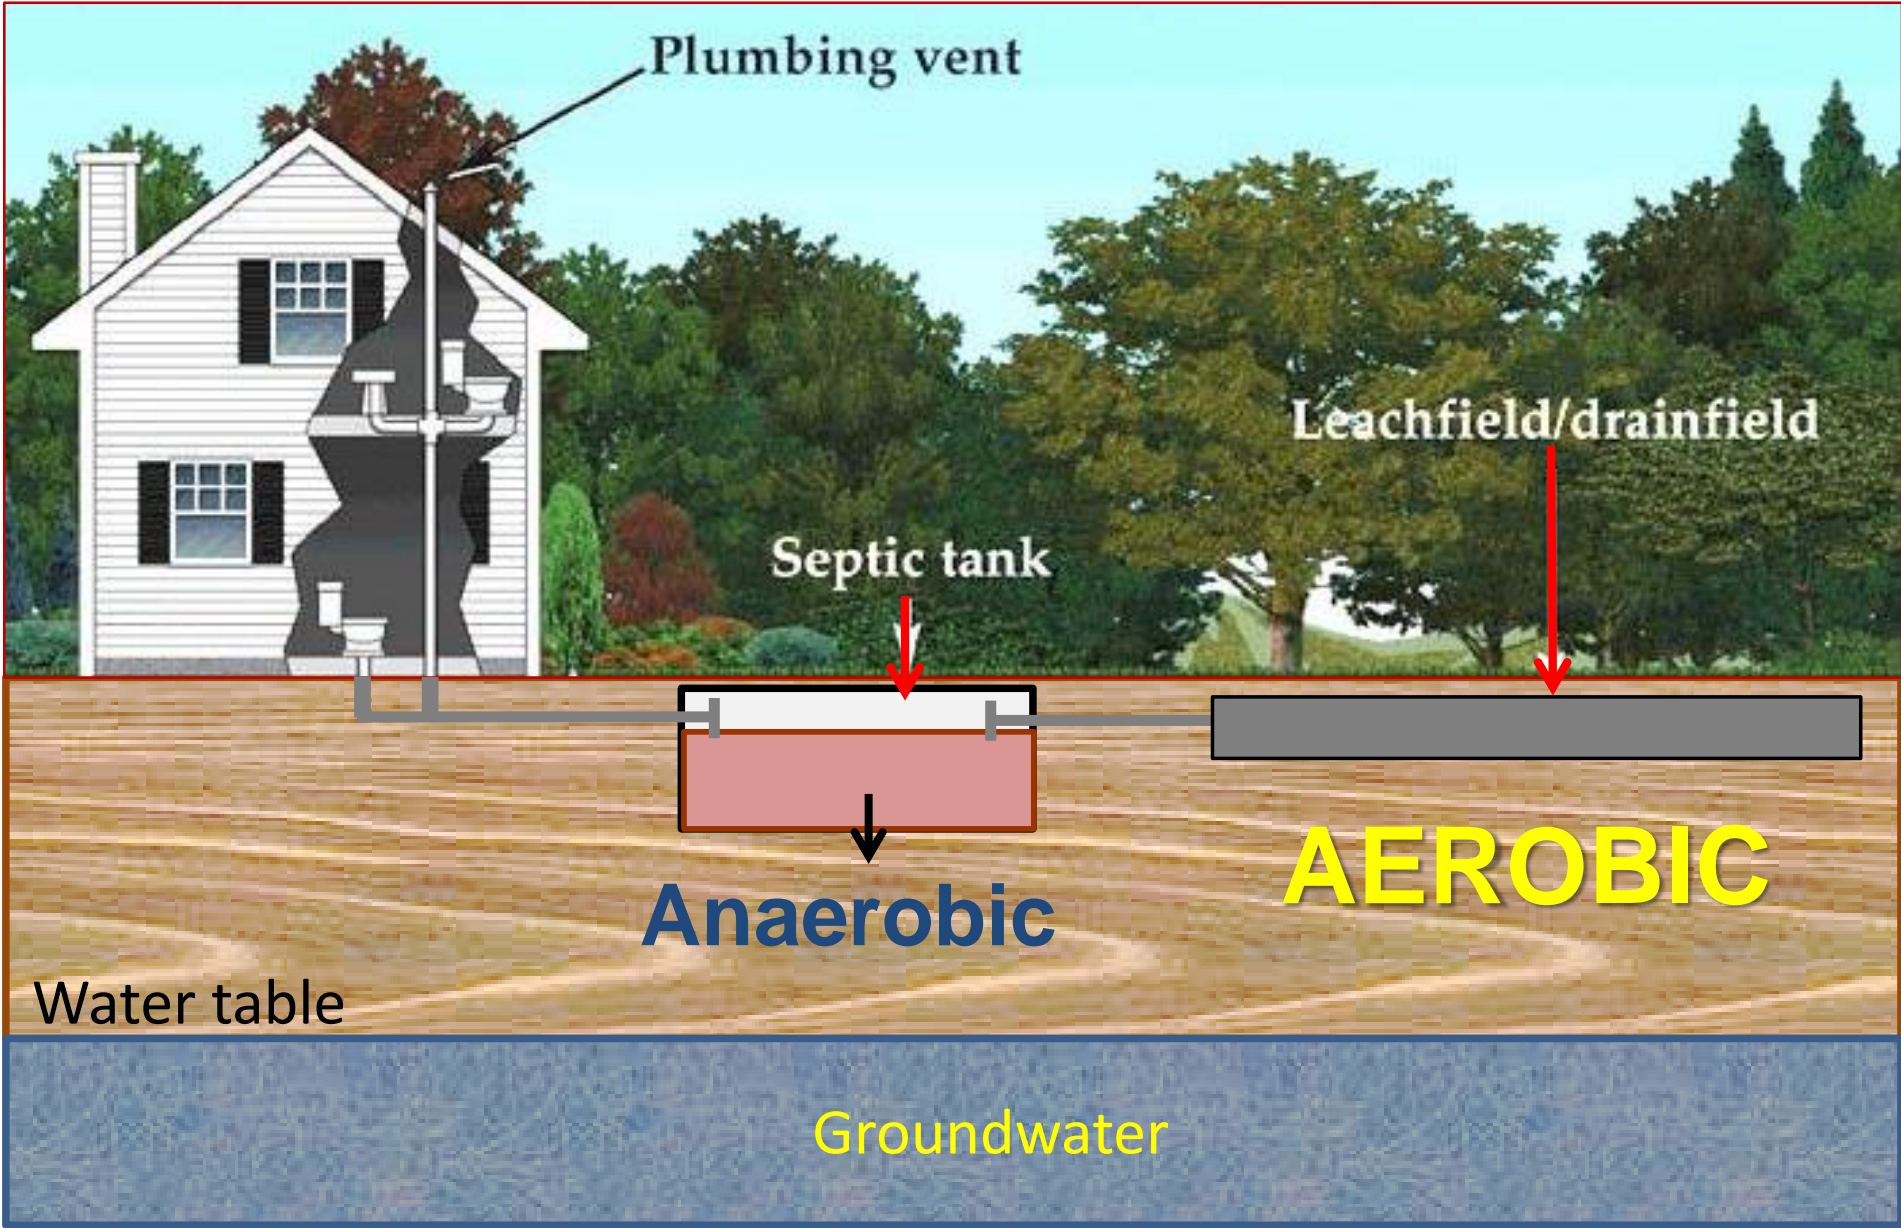 Plumbing vent
Leachfield/drainfield
Septic tank
AEROBIC
Anaerobic
Water table
Groundwater